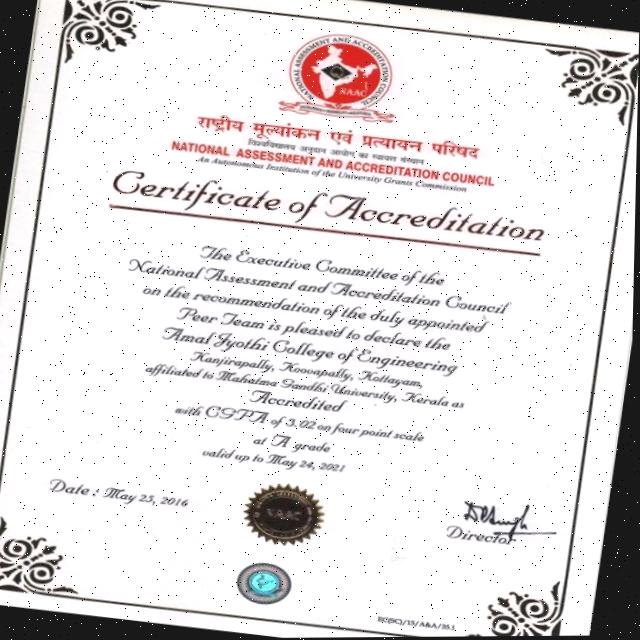 NATIONAL ASSESSMENT AND ACCREDITATION COUNCIL
NAAC
राष्ट्रीय मूल्यांकन एवं प्रत्यायन परिषद
विश्वविद्यालय अनुदान आयोग का स्वायत्त संस्थान
NATIONAL ASSESSMENT AND ACCREDITATION COUNCIL
An Autonomous Institution of the University Grants Commission
Certificate of Accreditation
The Executive Committee of the
National Assessment and Accreditation Council
on the recommendation of the duly appointed
Peer Team is pleased to declare the
Amal Jyothi College of Engineering
Kanjirapally, Koovapally, Kottayam,
affiliated to Mahatma Gandhi University, Kerala as
Accredited
with CGPA of 3.02 on four point scale
at A grade
valid up to May 24, 2021
Date : May 25, 2016
NAAC
Director